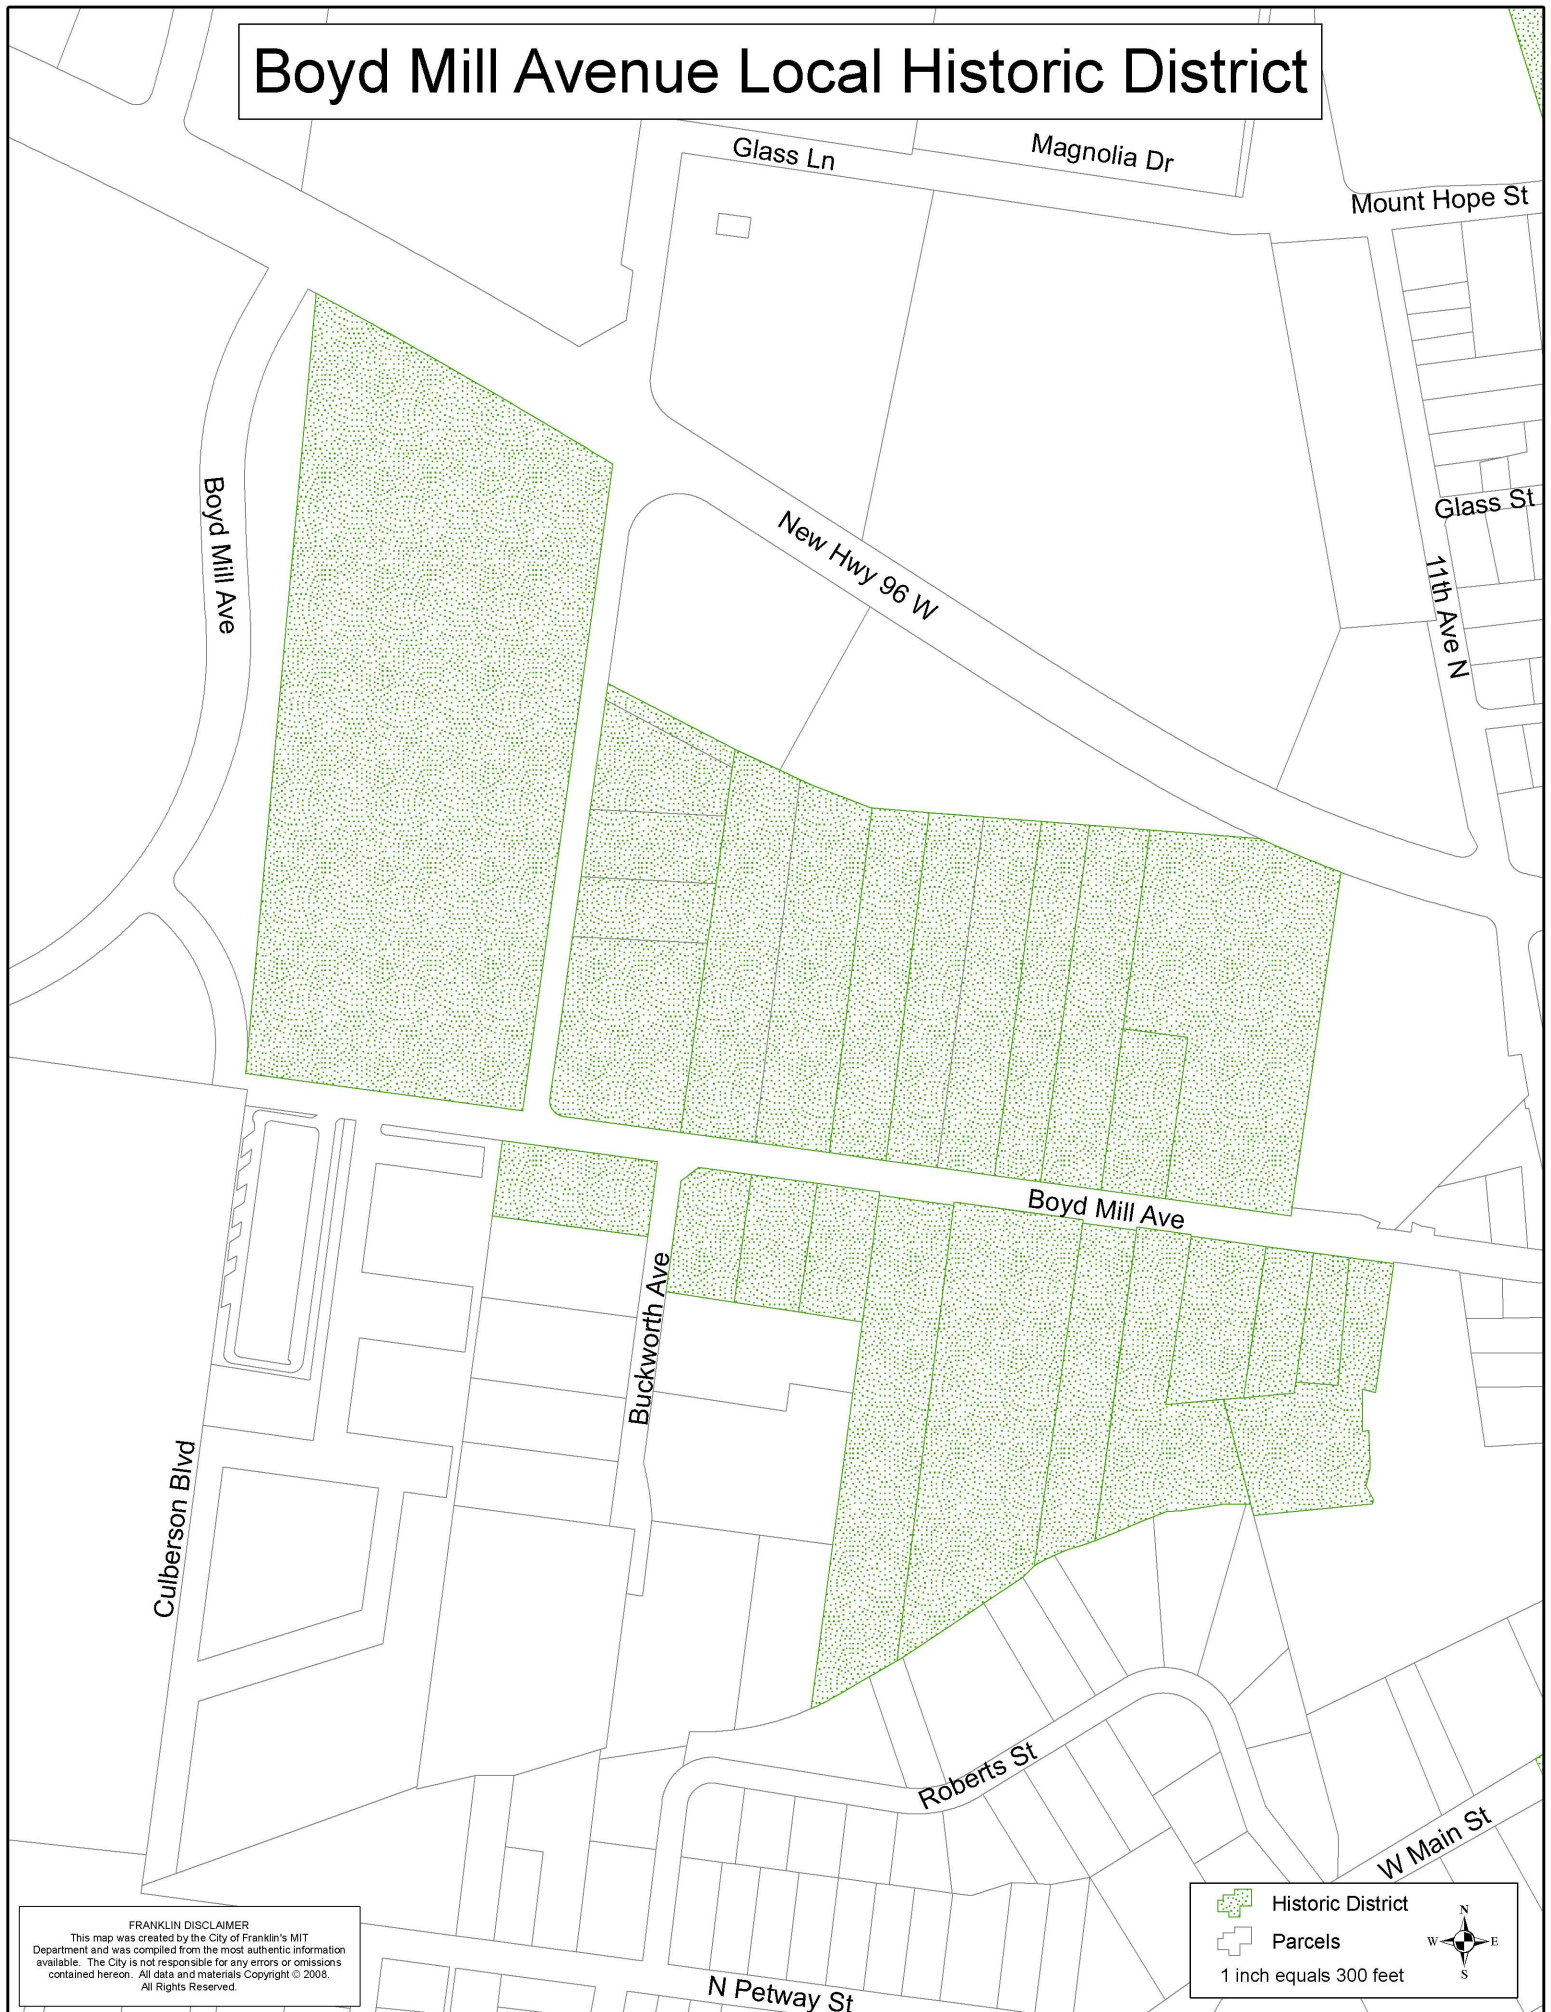 Boyd Mill Avenue Local Historic District
Glass Ln
Magnolia Dr
Mount Hope St
Boyd Mill Ave
New Hwy 96 W
Glass St
11th Ave N
Boyd Mill Ave
Buckworth Ave
Culberson Blvd
Roberts St
W Main St
N Petway St
FRANKLIN DISCLAIMER
This map was created by the City of Franklin's MIT
Department and was compiled from the most authentic information
available. The City is not responsible for any errors or omissions
contained hereon. All data and materials Copyright © 2008.
All Rights Reserved.
Historic District
Parcels
1 inch equals 300 feet
N
W E
S